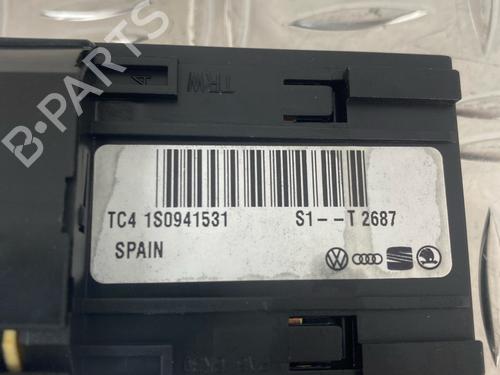 B-PARTS
TRW
TC4 1S0941531 S1--T 2687
SPAIN